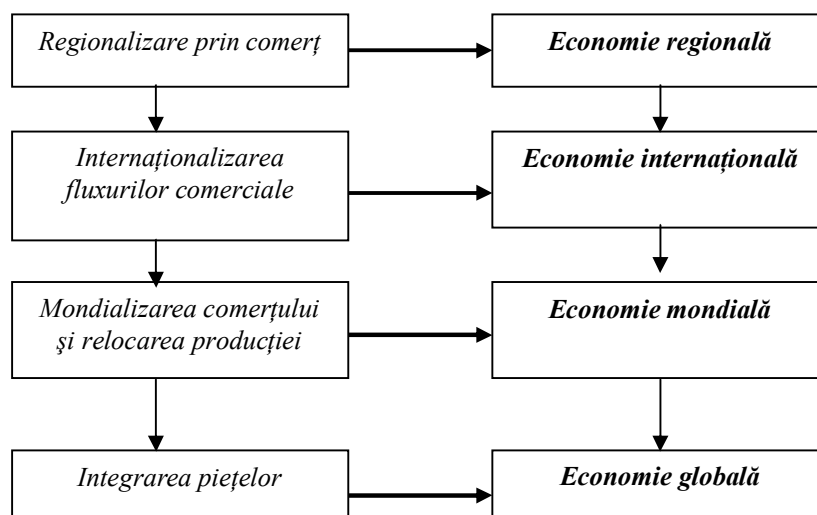 Regionalizare prin comerț
Economie regională
Internaționalizarea
fluxurilor comerciale
Economie internațională
Mondializarea comerțului
şi relocarea producției
Economie mondială
Integrarea piețelor
Economie globală